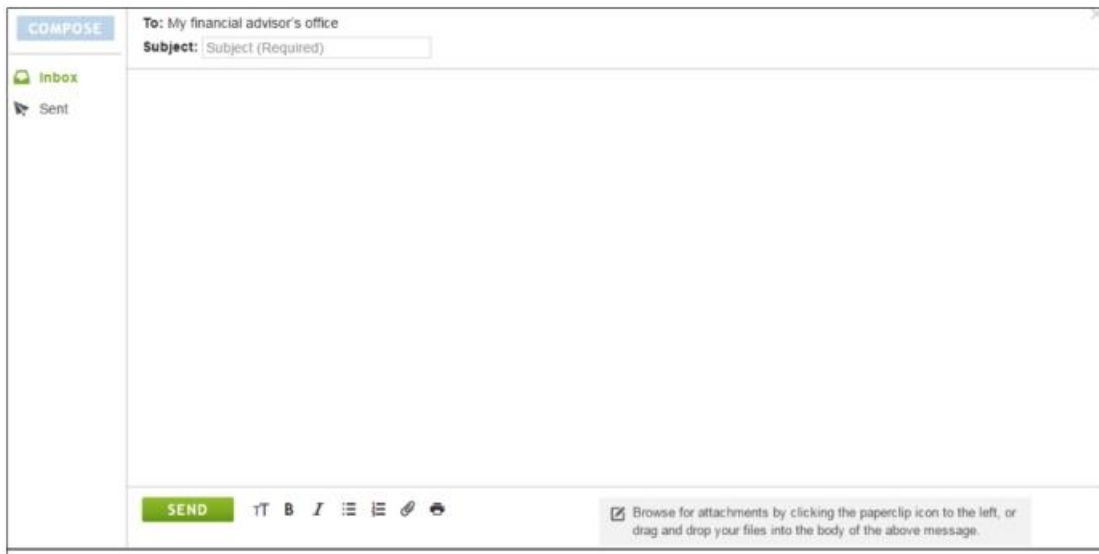 COMPOSE
Inbox
Sent
To: My financial advisor's office
Subject: Subject (Required)
SEND
TT B I
Browse for attachments by clicking the paperclip icon to the left, or
drag and drop your files into the body of the above message.